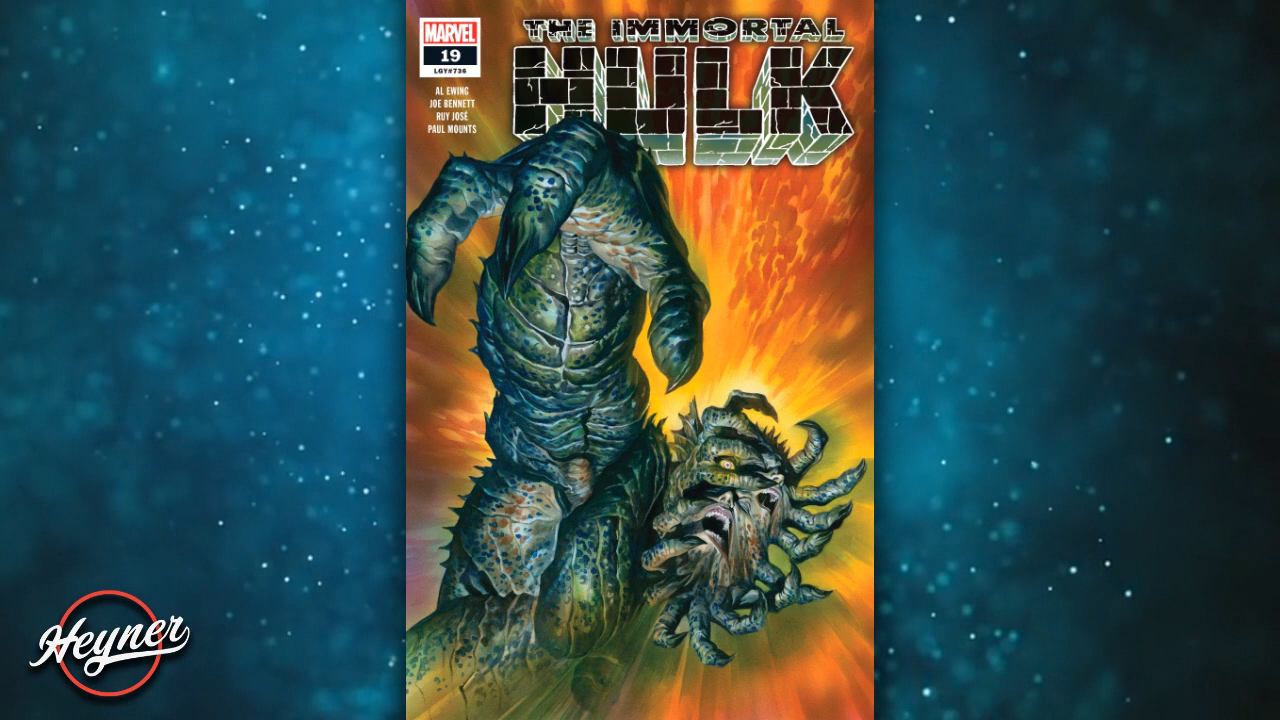 MARVEL
19
LGY#736
AL EWING
JOE BENNETT
RUY JOSÉ
PAUL MOUNTS
THE IMMORTAL
HULK
Heyner